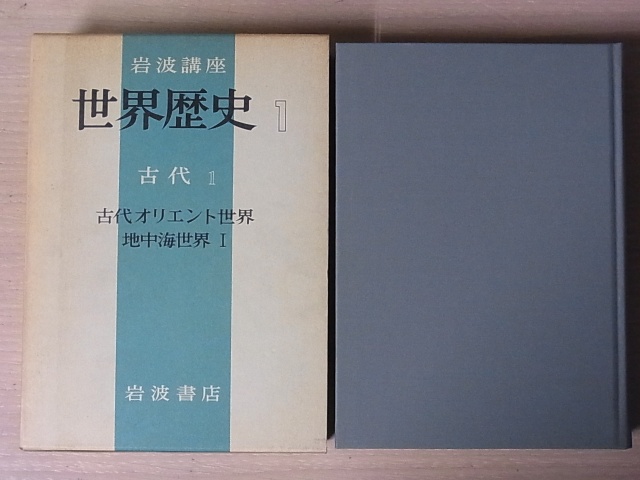 岩波講座
世界歴史 1
古代 1
古代オリエント世界
地中海世界 I
岩波書店